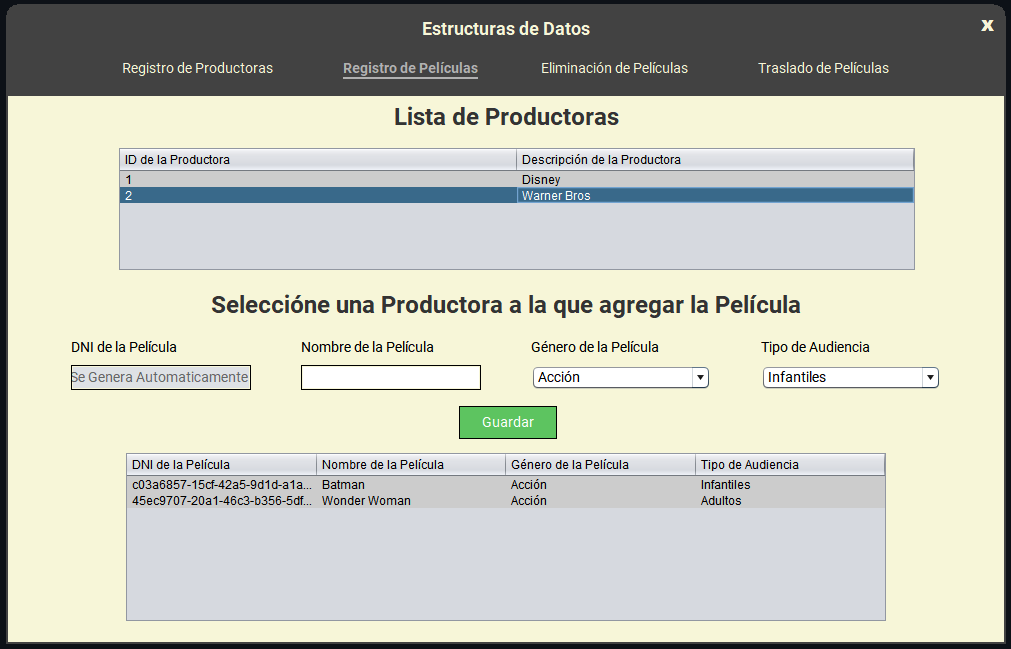 Estructuras de Datos
X
Registro de Productoras Registro de Películas Eliminación de Películas Traslado de Películas
Lista de Productoras
ID de la Productora Descripción de la Productora
1 Disney
2 Warner Bros
Seleccióne una Productora a la que agregar la Película
DNI de la Película Nombre de la Película Género de la Película Tipo de Audiencia
Se Genera Automaticamente Acción Infantiles
Guardar
DNI de la Película Nombre de la Película Género de la Película Tipo de Audiencia
c03a6857-15cf-42a5-9d1d-a1a... Batman Acción Infantiles
45ec9707-20a1-46c3-b356-5df... Wonder Woman Acción Adultos